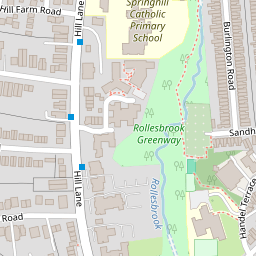 Springhill
Catholic
Primary
School
Hill Farm Road
Hill Lane
Burlington Road
Rollesbrook
Greenway
Sandh
Hill Lane
Rollesbrook
Handel Terrace
Road